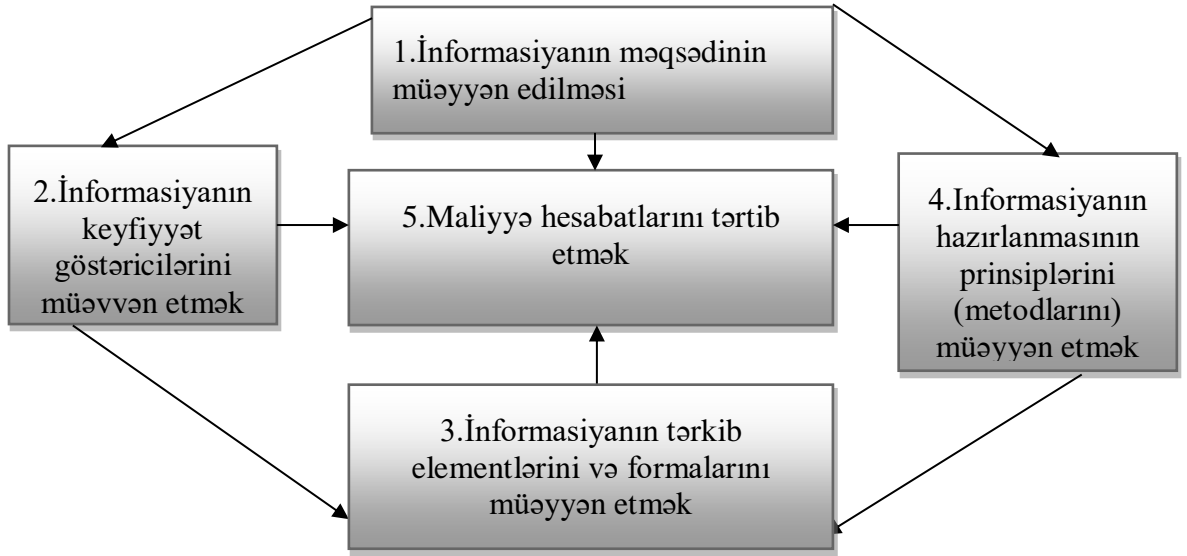 1.İnformasiyanın məqsədinin
müəyyən edilməsi
2.İnformasiyanın
keyfiyyət
göstəricilərini
müəvvən etmək
5.Maliyyə hesabatlarını tərtib
etmək
4.Informasiyanın
hazırlanmasının
prinsiplərini
(metodlarını)
müəyyən etmək
3.İnformasiyanın tərkib
elementlərini və formalarını
müəyyən etmək